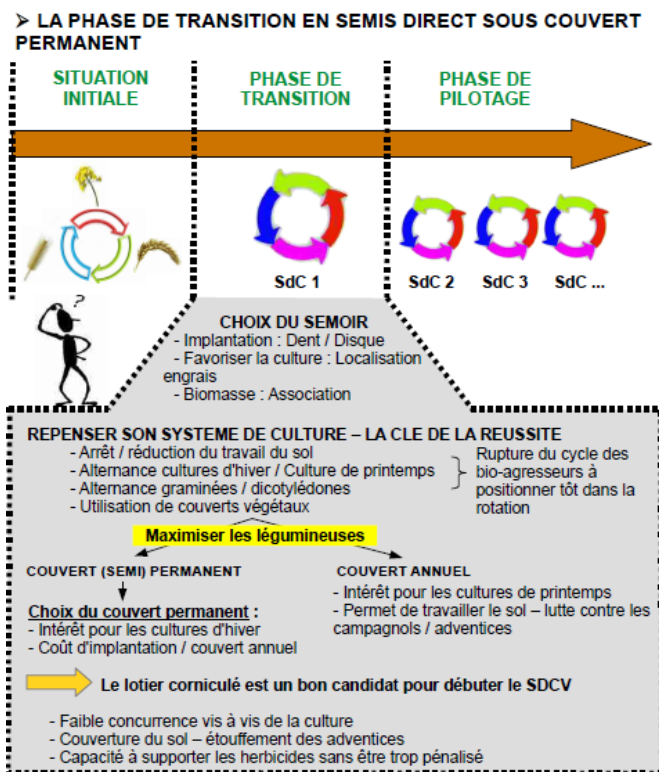 ➢ LA PHASE DE TRANSITION EN SEMIS DIRECT SOUS COUVERT
PERMANENT
SITUATION
INITIALE
PHASE DE
TRANSITION
PHASE DE
PILOTAGE
SdC 1
SdC 2
SdC 3
SdC ...
?
CHOIX DU SEMOIR
- Implantation : Dent / Disque
- Favoriser la culture : Localisation
engrais
- Biomasse : Association
REPENSER SON SYSTEME DE CULTURE – LA CLE DE LA REUSSITE
- Arrêt / réduction du travail du sol
- Alternance cultures d'hiver / Culture de printemps
- Alternance graminées / dicotylédones
- Utilisation de couverts végétaux
Rupture du cycle des
bio-agresseurs à
positionner tôt dans la
rotation
Maximiser les légumineuses
COUVERT (SEMI) PERMANENT
Choix du couvert permanent :
- Intérêt pour les cultures d'hiver
- Coût d'implantation / couvert annuel
COUVERT ANNUEL
- Intérêt pour les cultures de printemps
- Permet de travailler le sol – lutte contre les
campagnols / adventices
Le lotier corniculé est un bon candidat pour débuter le SDCV
- Faible concurrence vis à vis de la culture
- Couverture du sol – étouffement des adventices
- Capacité à supporter les herbicides sans être trop pénalisé